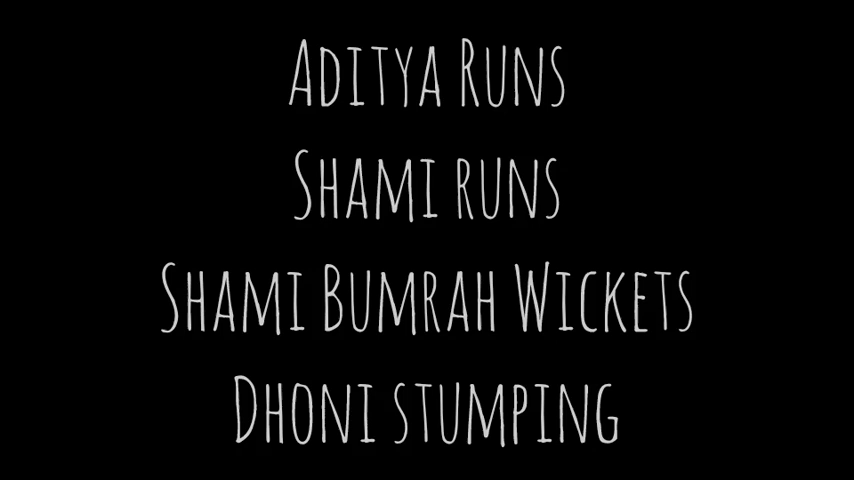 Aditya Runs
Shami runs
Shami Bumrah Wickets
Dhoni stumping